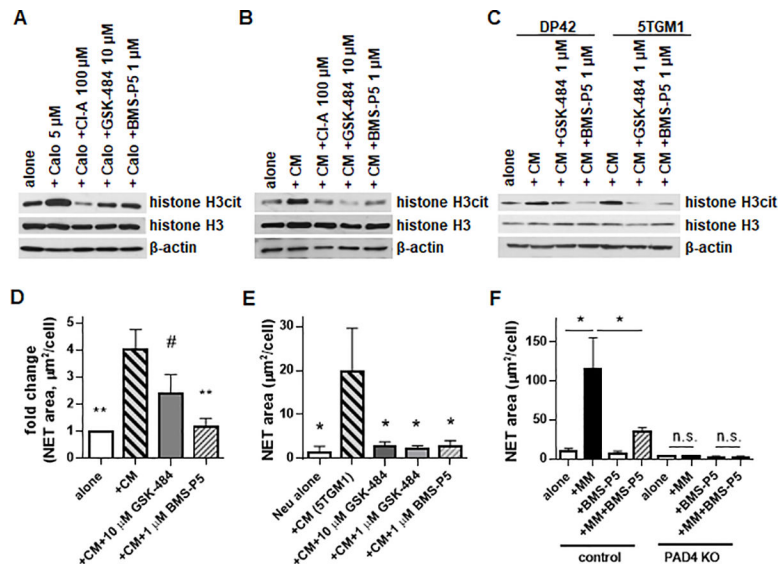 A
alone
+ Calo 5 µM
+ Calo +Cl-A 100 µM
+ Calo +GSK-484 10 µM
+ Calo +BMS-P5 1 µM
histone H3cit
histone H3
β-actin
B
alone
+ CM
+ CM +Cl-A 100 µM
+ CM +GSK-484 10 µM
+ CM +BMS-P5 1 µM
histone H3cit
histone H3
β-actin
C
DP42
5TGM1
alone
+ CM
+ CM +GSK-484 1 µM
+ CM +BMS-P5 1 µM
+ CM
+ CM +GSK-484 1 µM
+ CM +BMS-P5 1 µM
histone H3cit
histone H3
β-actin
D
fold change
(NET area, µm²/cell)
5
4
3
2
1
0
**
#
**
alone
+CM
+CM+10 µM GSK-484
+CM+1 µM BMS-P5
E
NET area (µm²/cell)
30
20
10
0
*
*
*
*
Neu alone
+CM (5TGM1)
+CM+10 µM GSK-484
+CM+1 µM GSK-484
+CM+1 µM BMS-P5
F
NET area (µm²/cell)
150
100
50
0
*
*
n.s.
n.s.
alone
+MM
+BMS-P5
+MM+BMS-P5
alone
+MM
+BMS-P5
+MM+BMS-P5
control
PAD4 KO